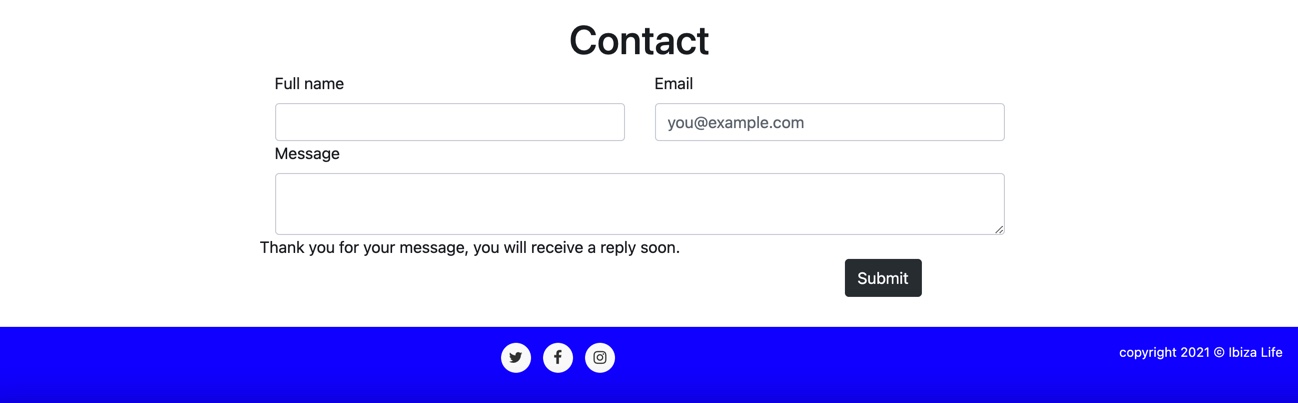 Contact
Full name
Email
you@example.com
Message
Thank you for your message, you will receive a reply soon.
Submit
copyright 2021 © Ibiza Life